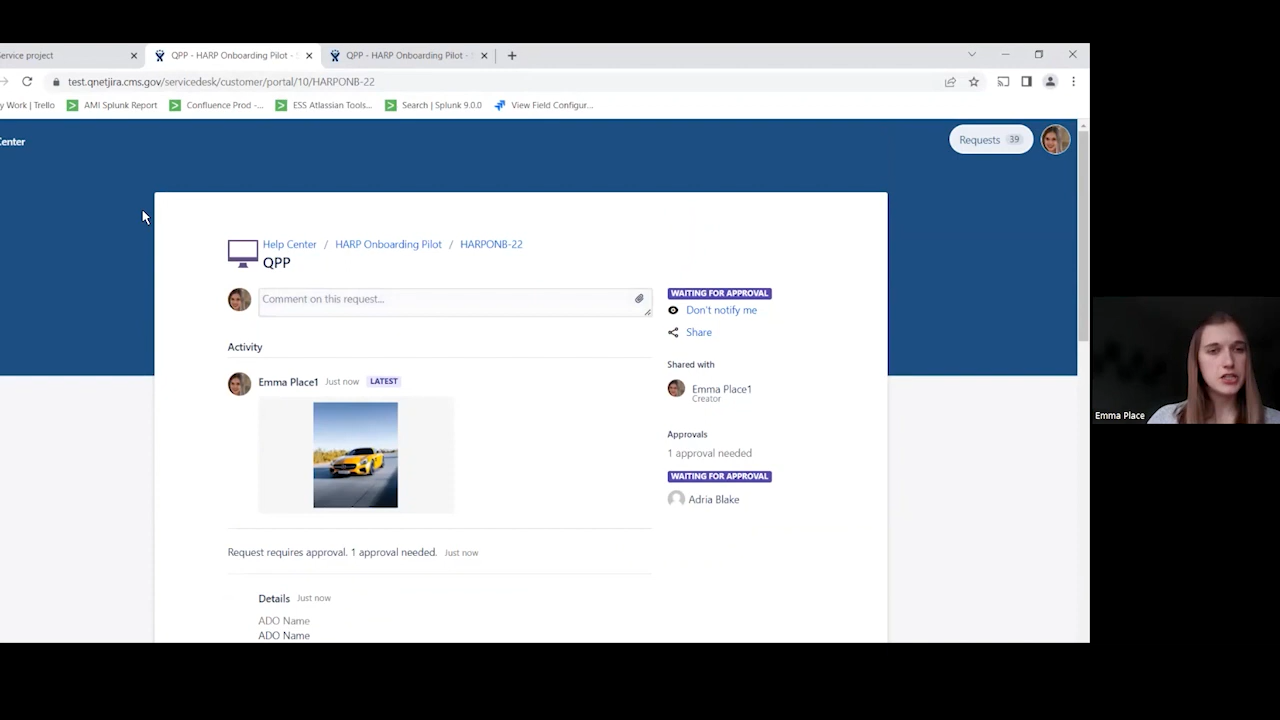 ervice project
QPP - HARP Onboarding Pilot -
QPP - HARP Onboarding Pilot -
test.qnetjira.cms.gov/servicedesk/customer/portal/10/HARPONB-22
y Work | Trello
AMI Splunk Report
Confluence Prod -...
ESS Atlassian Tools...
Search | Splunk 9.0.0
View Field Configur...
enter
Requests 39
Help Center / HARP Onboarding Pilot / HARPONB-22
QPP
Comment on this request...
WAITING FOR APPROVAL
Don't notify me
Share
Activity
Shared with
Emma Place1 Just now LATEST
Emma Place1
Creator
Approvals
1 approval needed
WAITING FOR APPROVAL
Adria Blake
Request requires approval. 1 approval needed. Just now
Details Just now
ADO Name
ADO Name
Emma Place